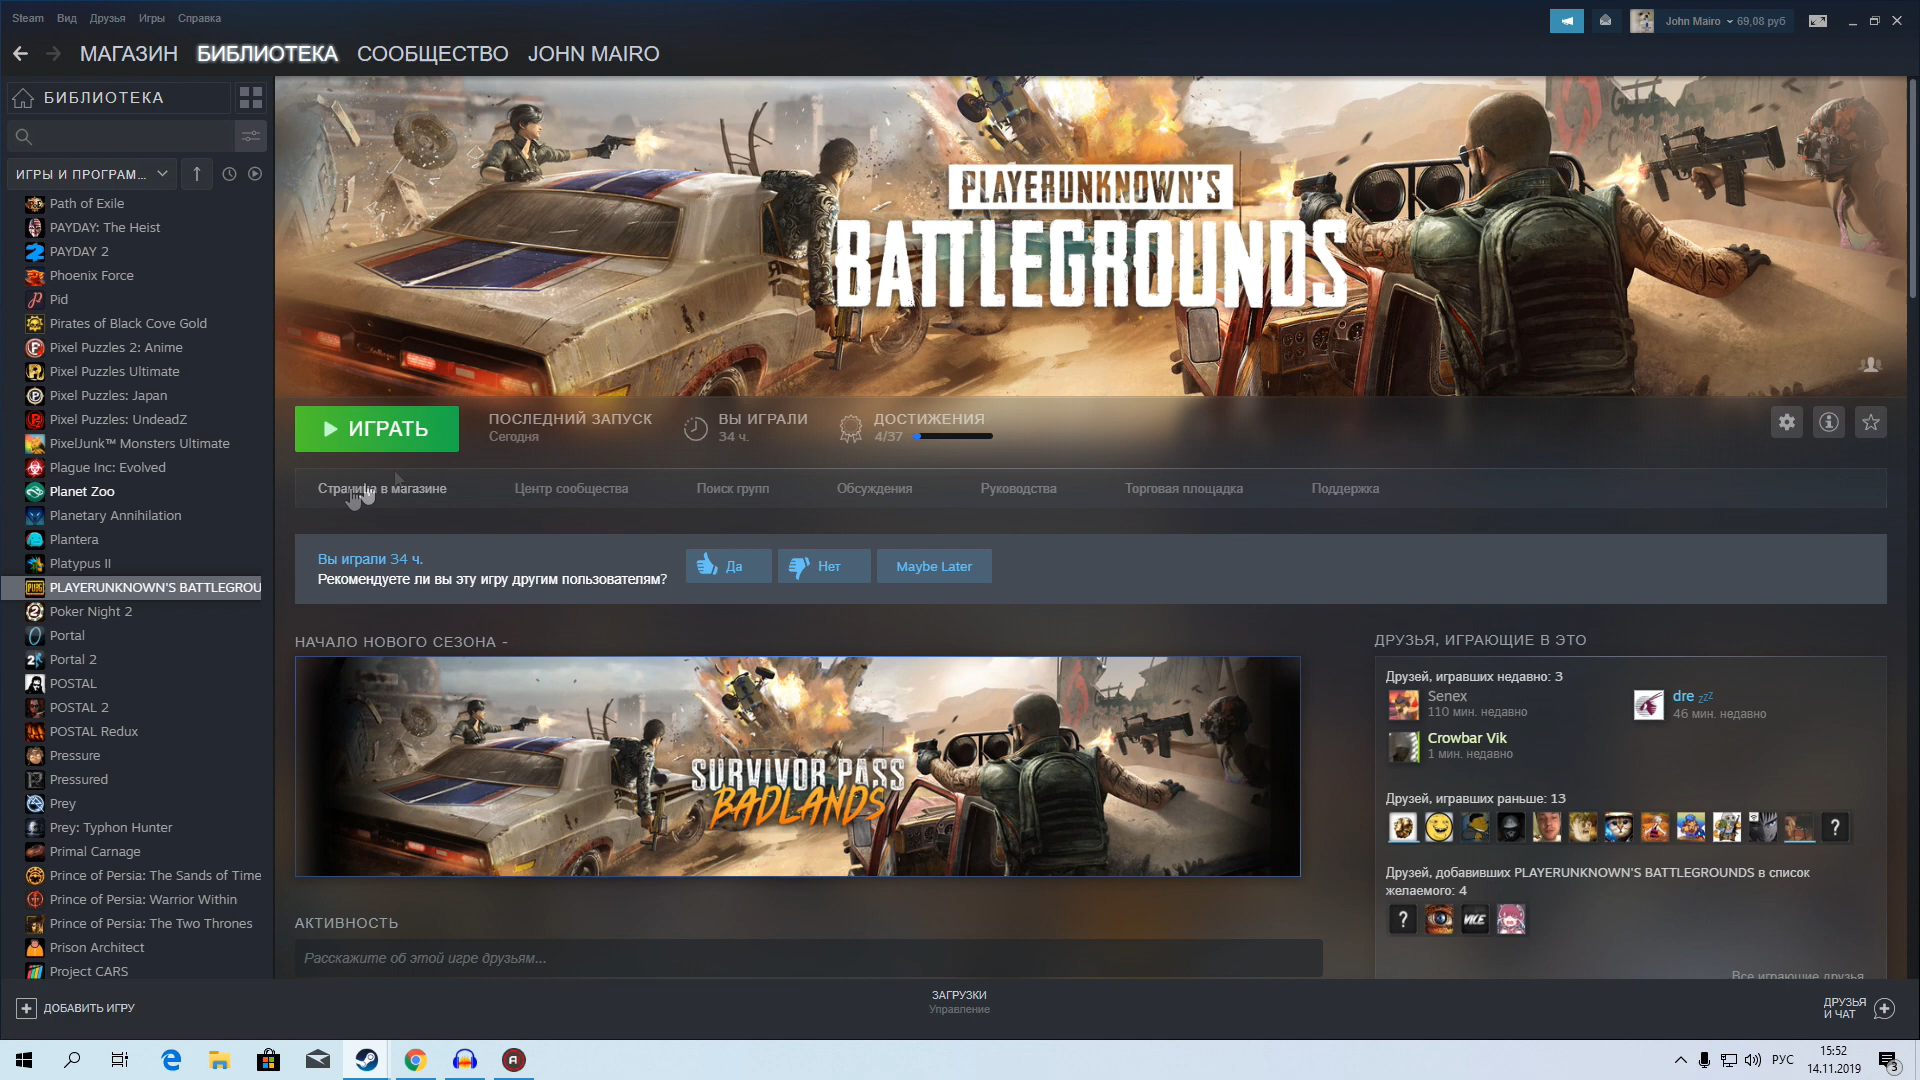 Steam Вид Друзья Игры Справка
John Mairo 69,08 руб
МАГАЗИН БИБЛИОТЕКА СООБЩЕСТВО JOHN MAIRO
БИБЛИОТЕКА
ИГРЫ И ПРОГРАМ...
Path of Exile
PAYDAY: The Heist
PAYDAY 2
Phoenix Force
Pid
Pirates of Black Cove Gold
Pixel Puzzles 2: Anime
Pixel Puzzles Ultimate
Pixel Puzzles: Japan
Pixel Puzzles: UndeadZ
PixelJunk™ Monsters Ultimate
Plague Inc: Evolved
Planet Zoo
Planetary Annihilation
Plantera
Platypus II
PLAYERUNKNOWN'S BATTLEGROU
Poker Night 2
Portal
Portal 2
POSTAL
POSTAL 2
POSTAL Redux
Pressure
Pressured
Prey
Prey: Typhon Hunter
Primal Carnage
Prince of Persia: The Sands of Time
Prince of Persia: Warrior Within
Prince of Persia: The Two Thrones
Prison Architect
Project CARS
PLAYERUNKNOWN'S
BATTLEGROUNDS
ИГРАТЬ
ПОСЛЕДНИЙ ЗАПУСК
Сегодня
ВЫ ИГРАЛИ
34 ч.
ДОСТИЖЕНИЯ
4/37
Страница в магазине Центр сообщества Поиск групп Обсуждения Руководства Торговая площадка Поддержка
Вы играли 34 ч.
Рекомендуете ли вы эту игру другим пользователям?
Да Нет Maybe Later
НАЧАЛО НОВОГО СЕЗОНА -
SURVIVOR PASS
BADLANDS
АКТИВНОСТЬ
Расскажите об этой игре друзьям...
ДРУЗЬЯ, ИГРАЮЩИЕ В ЭТО
Друзей, игравших недавно: 3
Senex
110 мин. недавно
dre zzZ
46 мин. недавно
Crowbar Vik
1 мин. недавно
Друзей, игравших раньше: 13
?
Друзей, добавивших PLAYERUNKNOWN'S BATTLEGROUNDS в список
желаемого: 4
? VICE
Все играющие друзья
ДОБАВИТЬ ИГРУ
ЗАГРУЗКИ
Управление
ДРУЗЬЯ
И ЧАТ
РУС
15:52
14.11.2019
3